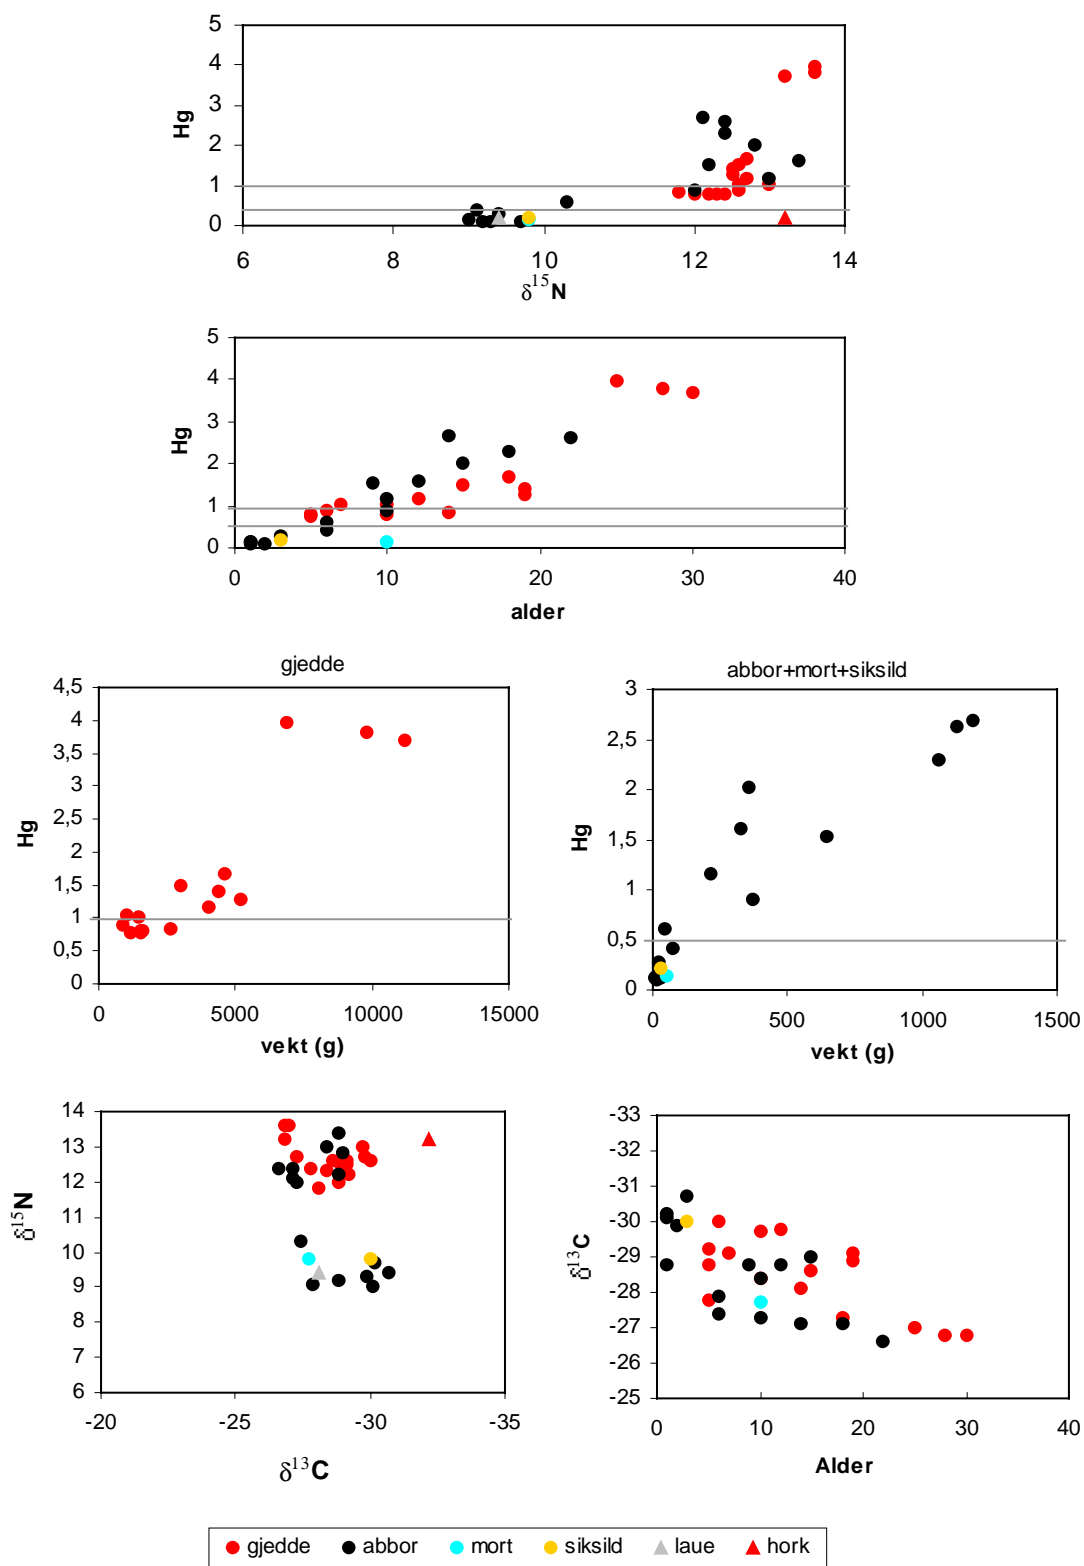 5
4
3
2
1
0
Hg
6 8 10 12 14
δ15N
5
4
3
2
1
0
Hg
0 10 20 30 40
alder
gjedde
4,5
4
3,5
3
2,5
2
1,5
1
0,5
0
Hg
0 5000 10000 15000
vekt (g)
abbor+mort+siksild
3
2,5
2
1,5
1
0,5
0
Hg
0 500 1000 1500
vekt (g)
14
13
12
11
10
9
8
7
6
δ15N
-20 -25 -30 -35
δ13C
-33
-32
-31
-30
-29
-28
-27
-26
-25
δ13C
0 10 20 30 40
Alder
gjedde abbor mort siksild laue hork